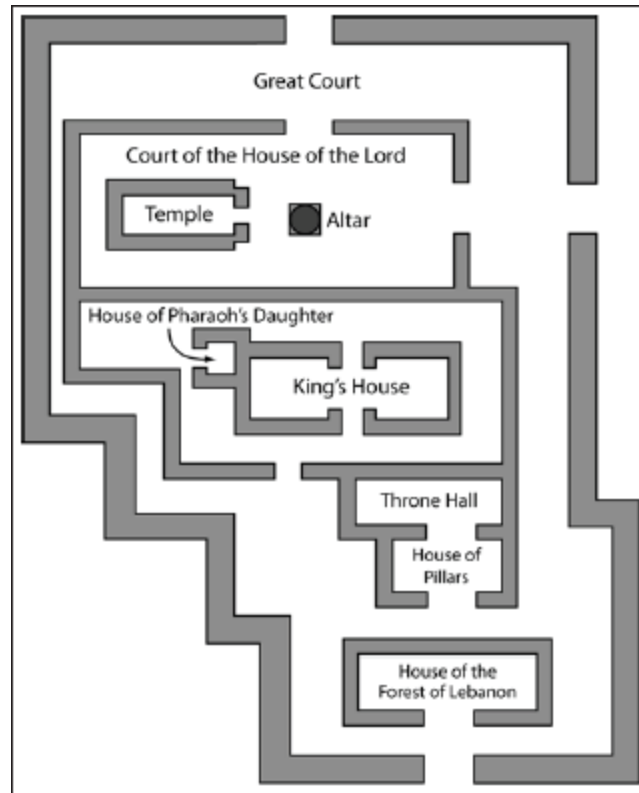 Great Court
Court of the House of the Lord
Temple
Altar
House of Pharaoh's Daughter
King's House
Throne Hall
House of
Pillars
House of the
Forest of Lebanon